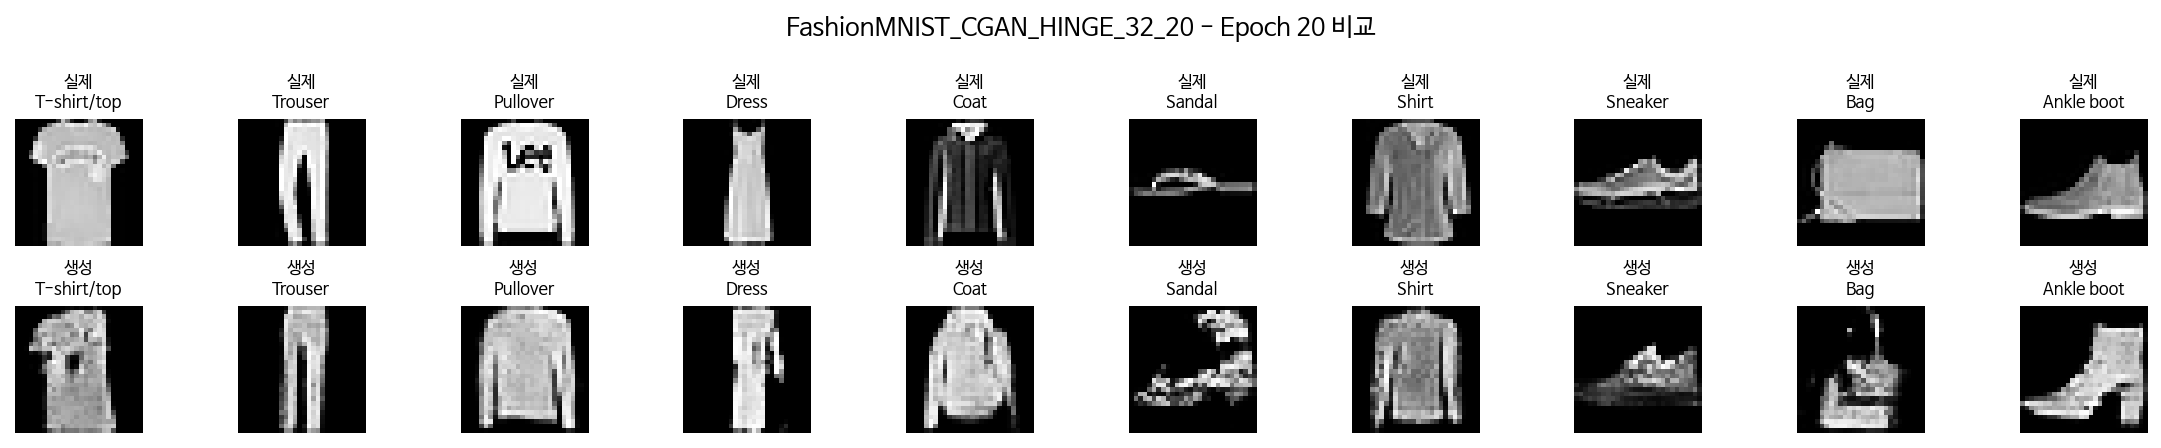 FashionMNIST_CGAN_HINGE_32_20 - Epoch 20 비교
실제 실제 실제 실제 실제 실제 실제 실제 실제 실제
T-shirt/top Trouser Pullover Dress Coat Sandal Shirt Sneaker Bag Ankle boot
Lee
생성 생성 생성 생성 생성 생성 생성 생성 생성 생성
T-shirt/top Trouser Pullover Dress Coat Sandal Shirt Sneaker Bag Ankle boot